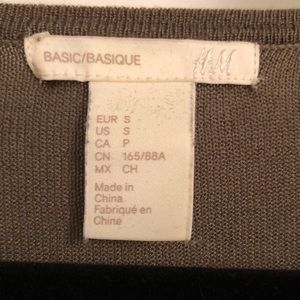 BASIC/BASIQUE H&M
EUR S
US S
CA P
CN 165/88A
MX CH
Made in
China
Fabriqué en
Chine